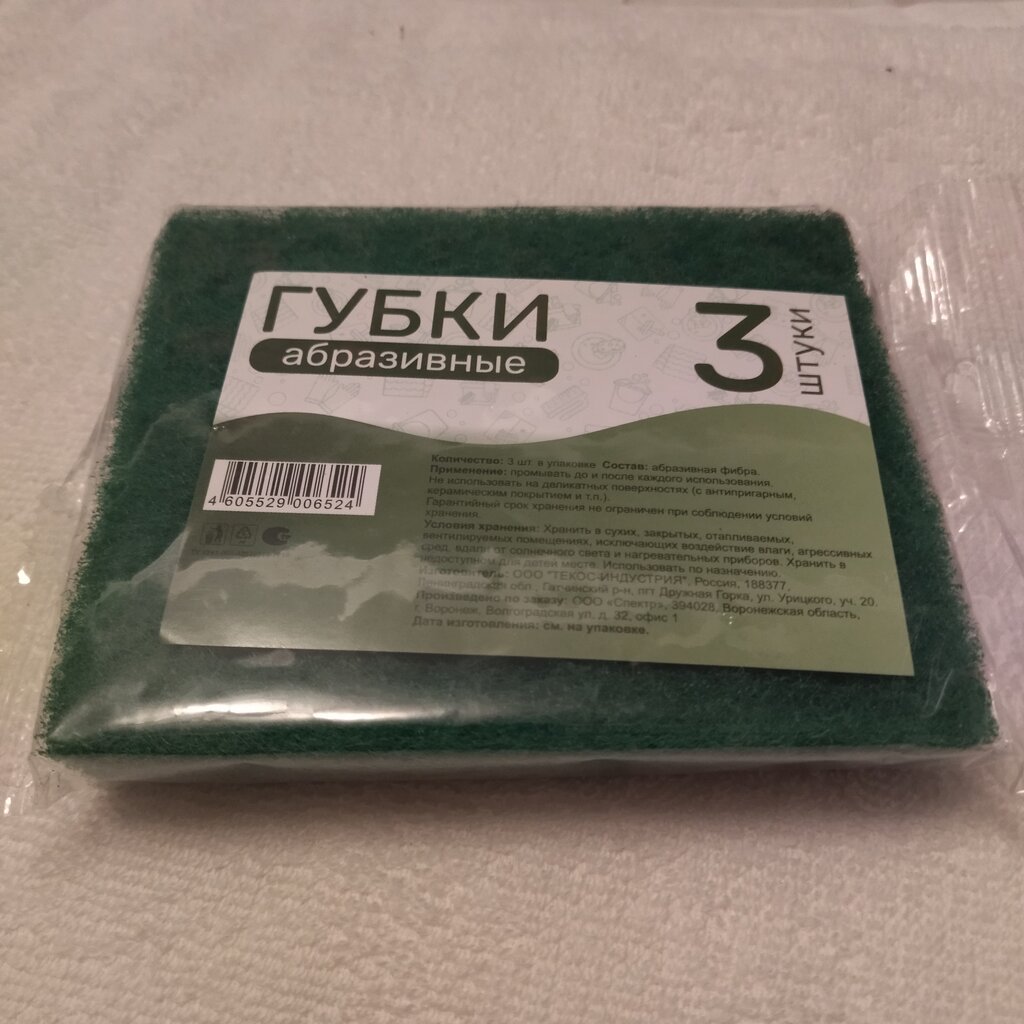 ГУБКИ
абразивные
3
штуки
4 605529 006524
Количество: 3 шт. в упаковке Состав: абразивная фибра.
Применение: промывать до и после каждого использования.
Не использовать на деликатных поверхностях (с антипригарным,
керамическим покрытием и т.п.).
Гарантийный срок хранения не ограничен при соблюдении условий
хранения.
Условия хранения: Хранить в сухих, закрытых, отапливаемых,
вентилируемых помещениях, исключающих воздействие влаги, агрессивных
сред, вдали от солнечного света и нагревательных приборов. Хранить в
недоступном для детей месте. Использовать по назначению.
Изготовитель: ООО "ТЕКОС-ИНДУСТРИЯ", Россия, 188377,
Ленинградская обл., Гатчинский р-н, пгт Дружная Горка, ул. Урицкого, уч. 20.
Произведено по заказу: ООО «Спектр», 394028, Воронежская область,
г. Воронеж, Волгоградская ул. д. 32, офис 1
Дата изготовления: см. на упаковке.